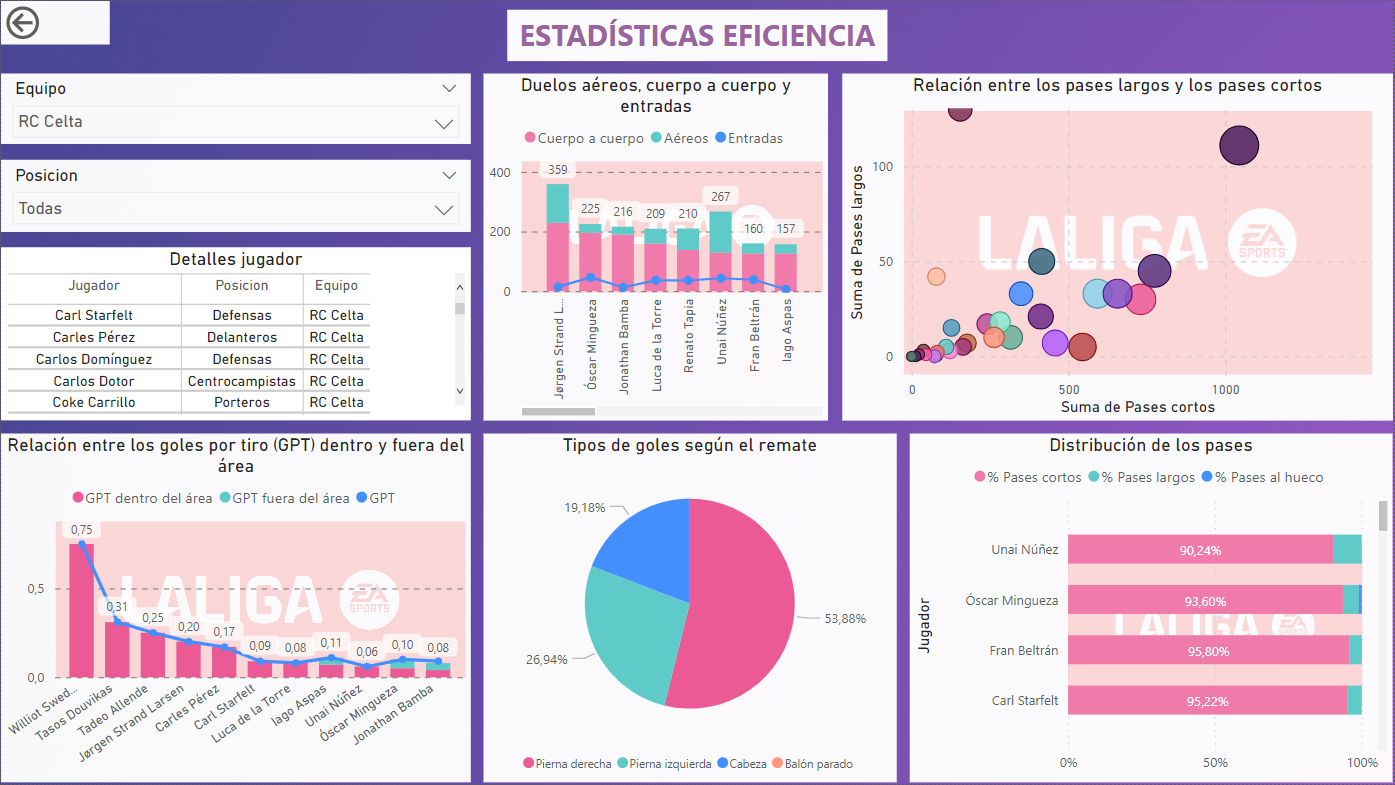 ESTADÍSTICAS EFICIENCIA
Equipo
RC Celta
Posicion
Todas
Detalles jugador
Jugador Posicion Equipo
Carl Starfelt Defensas RC Celta
Carles Pérez Delanteros RC Celta
Carlos Domínguez Defensas RC Celta
Carlos Dotor Centrocampistas RC Celta
Coke Carrillo Porteros RC Celta
Duelos aéreos, cuerpo a cuerpo y
entradas
Cuerpo a cuerpo Aéreos Entradas
400
200
0
359 225 216 209 210 267 160 157
LALIGA
EA
Jørgen Strand L...
Óscar Mingueza
Jonathan Bamba
Luca de la Torre
Renato Tapia
Unai Núñez
Fran Beltrán
Iago Aspas
Relación entre los pases largos y los pases cortos
Suma de Pases largos
100
50
0
LALIGA
EA
SPORTS
0 500 1000
Suma de Pases cortos
Relación entre los goles por tiro (GPT) dentro y fuera del
área
GPT dentro del área GPT fuera del área GPT
0,5
0,0
0,75 0,31 0,25 0,20 0,17 0,09 0,08 0,11 0,06 0,10 0,08
LALIGA
EA
SPORTS
Williot Swed...
Tasos Douvikas
Tadeo Allende
Jørgen Strand Larsen
Carles Pérez
Carl Starfelt
Luca de la Torre
Iago Aspas
Unai Núñez
Óscar Mingueza
Jonathan Bamba
Tipos de goles según el remate
19,18%
53,88%
26,94%
Pierna derecha Pierna izquierda Cabeza Balón parado
Distribución de los pases
% Pases cortos % Pases largos % Pases al hueco
Jugador
Unai Núñez 90,24%
Óscar Mingueza 93,60%
LALIGA
EA
SPORTS
Fran Beltrán 95,80%
Carl Starfelt 95,22%
0% 50% 100%